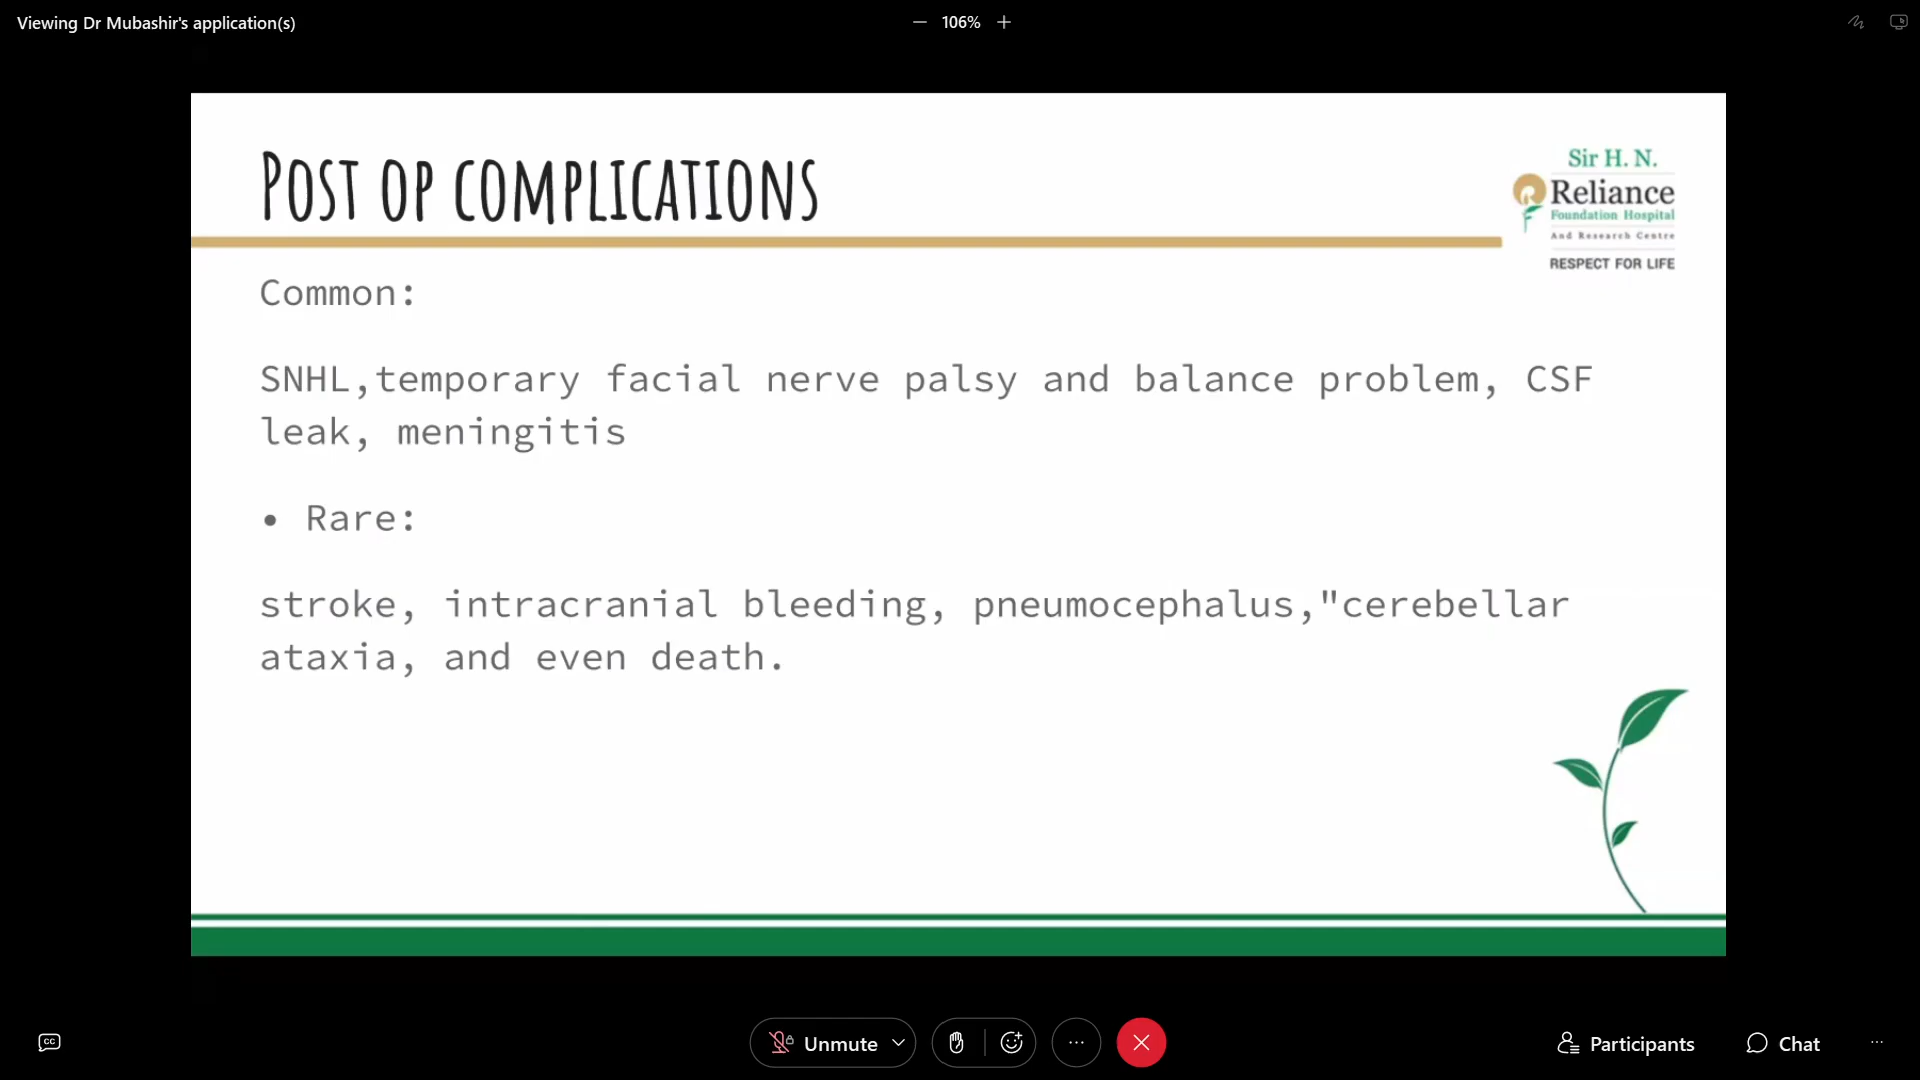 Viewing Dr Mubashir's application(s)
106%
Post op complications
Sir H. N.
Reliance
Foundation Hospital
And Research Centre
RESPECT FOR LIFE
Common:
SNHL,temporary facial nerve palsy and balance problem, CSF
leak, meningitis
• Rare:
stroke, intracranial bleeding, pneumocephalus,"cerebellar
ataxia, and even death.
CC
Unmute
Participants
Chat